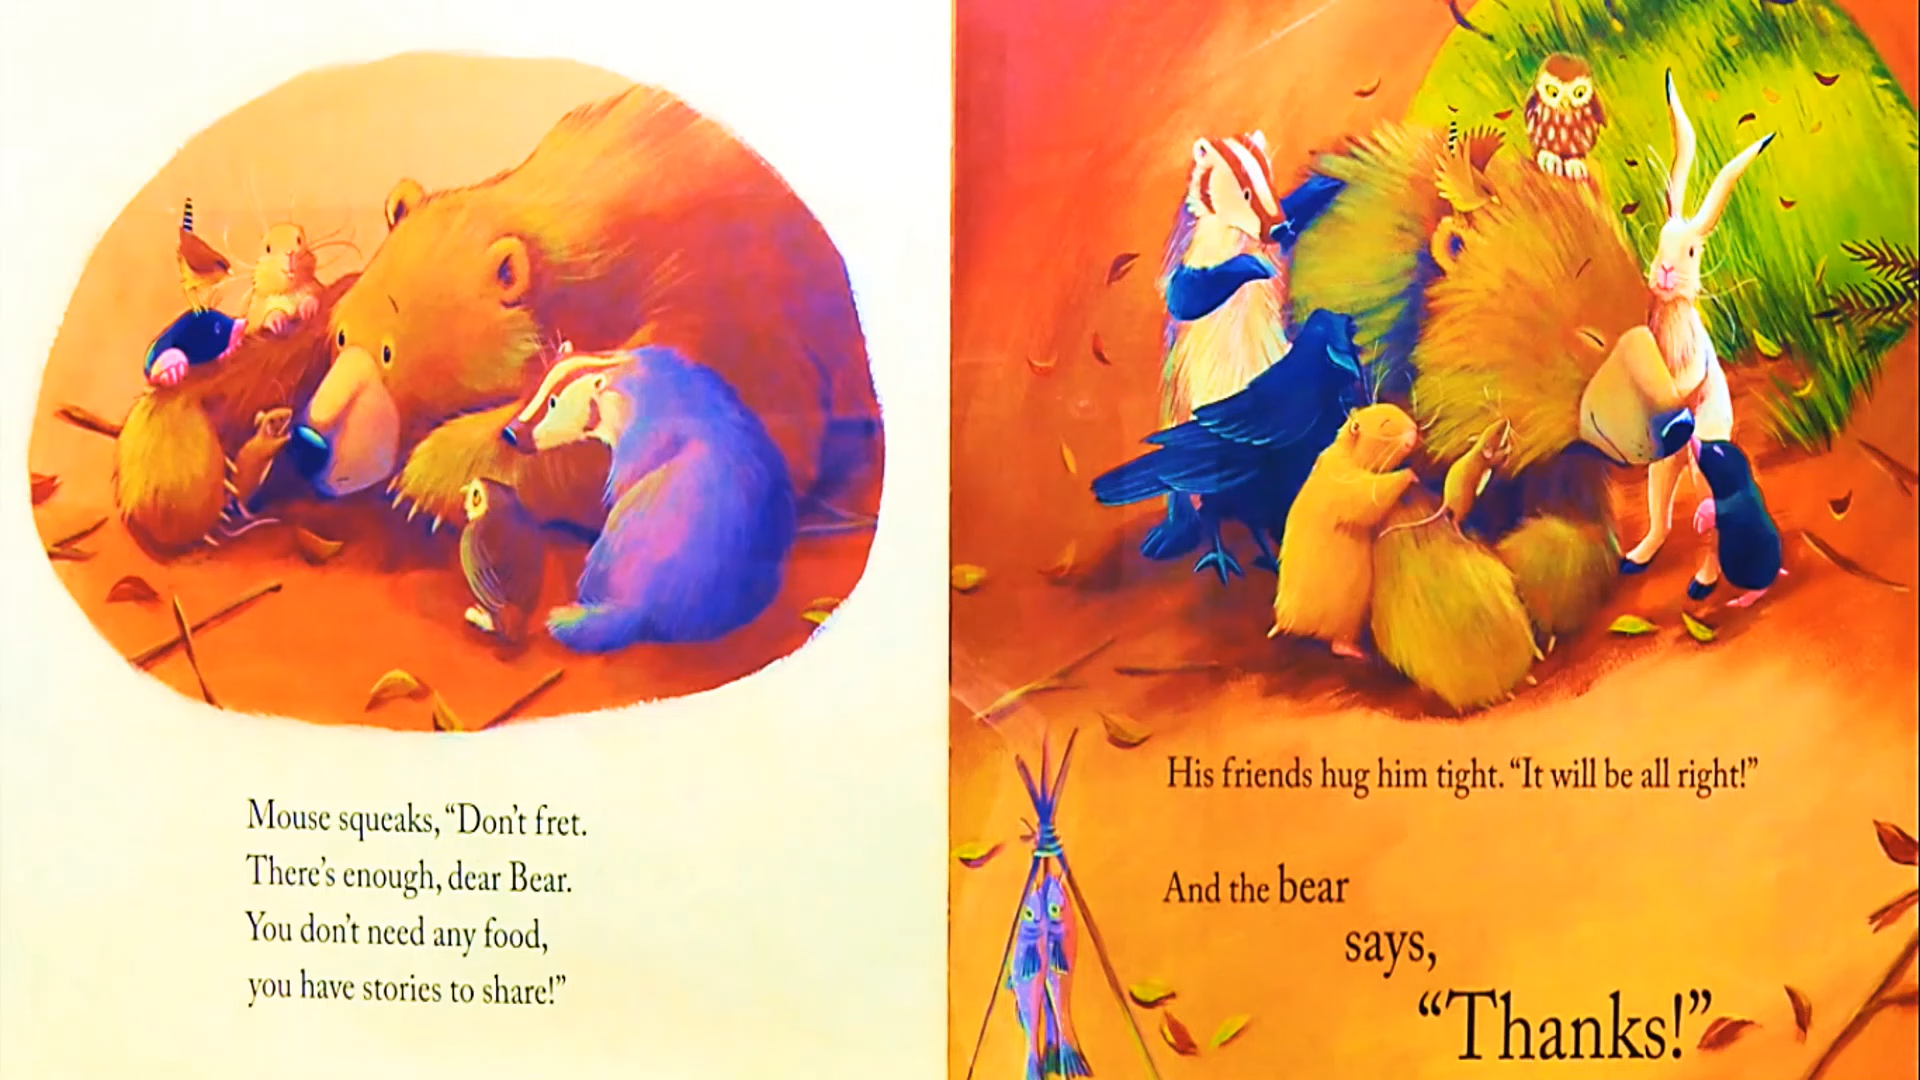 Mouse squeaks, “Don’t fret.
There’s enough, dear Bear.
You don’t need any food,
you have stories to share!”
His friends hug him tight. “It will be all right!”
And the bear
says,
“Thanks!”